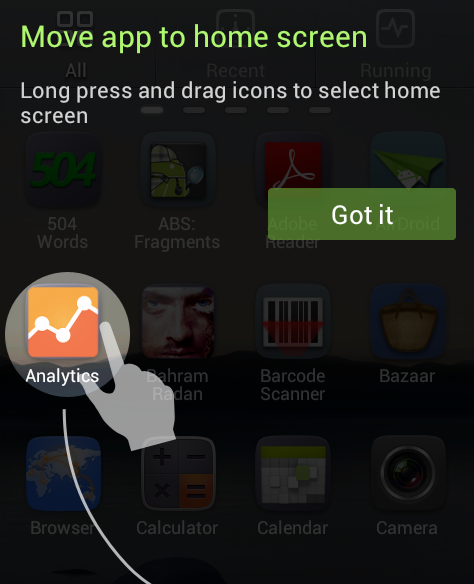 Move app to home screen
All
Recent
Running
Long press and drag icons to select home
screen
504
504
Words
ABS:
Fragments
Adobe
Reader
Got it
Analytics
Bahram
Radan
Barcode
Scanner
Bazaar
Browser
Calculator
Calendar
Camera